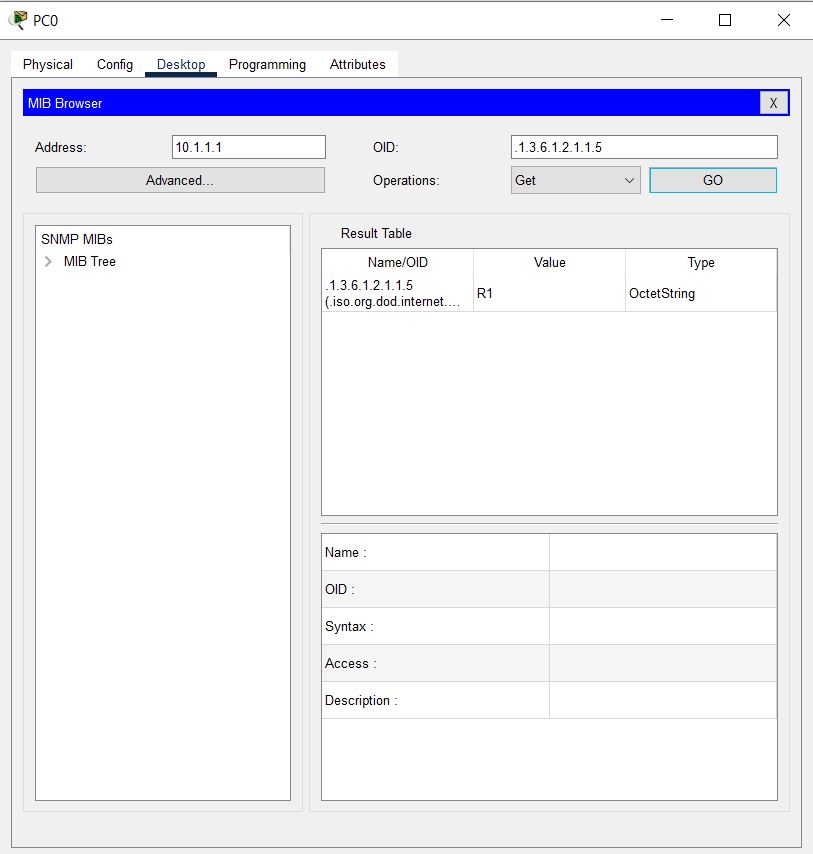 PC0
Physical Config Desktop Programming Attributes
MIB Browser X
Address: 10.1.1.1 OID: .1.3.6.1.2.1.1.5
Advanced... Operations: Get GO
SNMP MIBs
MIB Tree
Result Table
Name/OID Value Type
.1.3.6.1.2.1.1.5
(.iso.org.dod.internet.... R1 OctetString
Name :
OID :
Syntax :
Access :
Description :